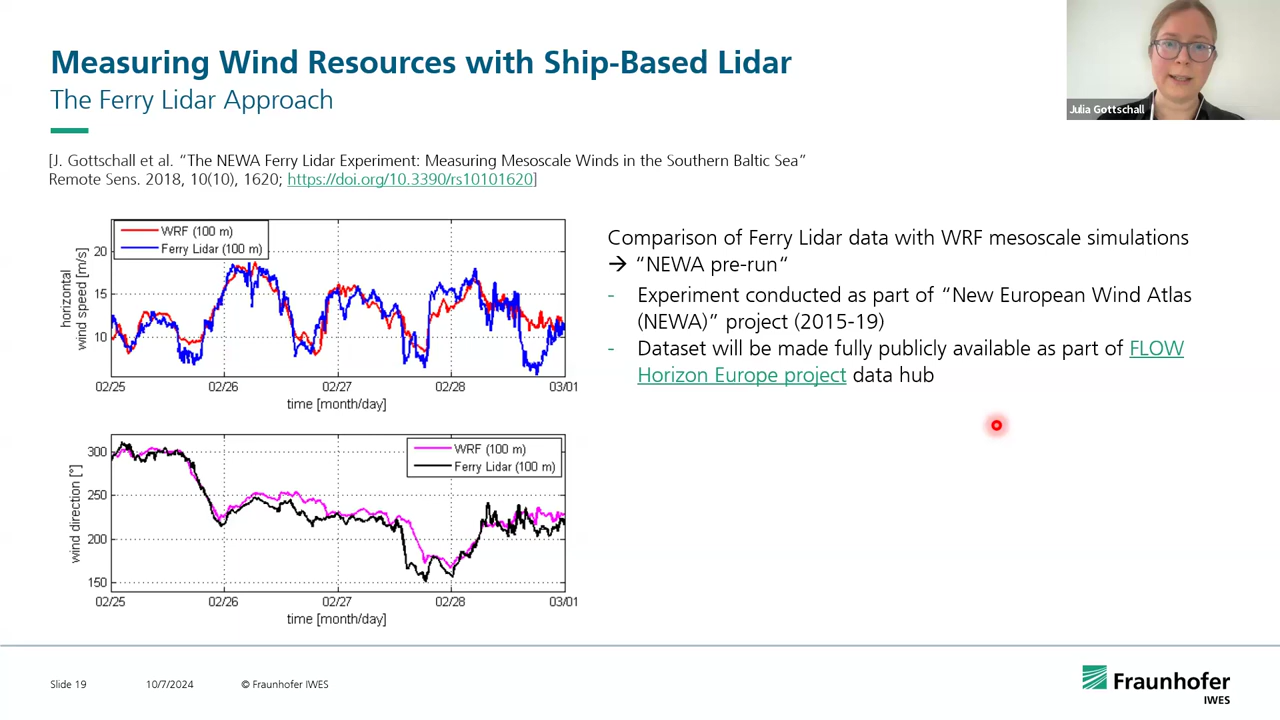 Measuring Wind Resources with Ship-Based Lidar
The Ferry Lidar Approach
Julia Gottschall
[J. Gottschall et al. “The NEWA Ferry Lidar Experiment: Measuring Mesoscale Winds in the Southern Baltic Sea”
Remote Sens. 2018, 10(10), 1620; https://doi.org/10.3390/rs10101620]
WRF (100 m)
Ferry Lidar (100 m)
horizontal
wind speed [m/s]
20
15
10
02/25 02/26 02/27 02/28 03/01
time [month/day]
WRF (100 m)
Ferry Lidar (100 m)
wind direction [°]
300
250
200
150
02/25 02/26 02/27 02/28 03/01
time [month/day]
Comparison of Ferry Lidar data with WRF mesoscale simulations
→ “NEWA pre-run“
- Experiment conducted as part of “New European Wind Atlas
(NEWA)” project (2015-19)
- Dataset will be made fully publicly available as part of FLOW
Horizon Europe project data hub
Slide 19 10/7/2024 © Fraunhofer IWES
Fraunhofer
IWES